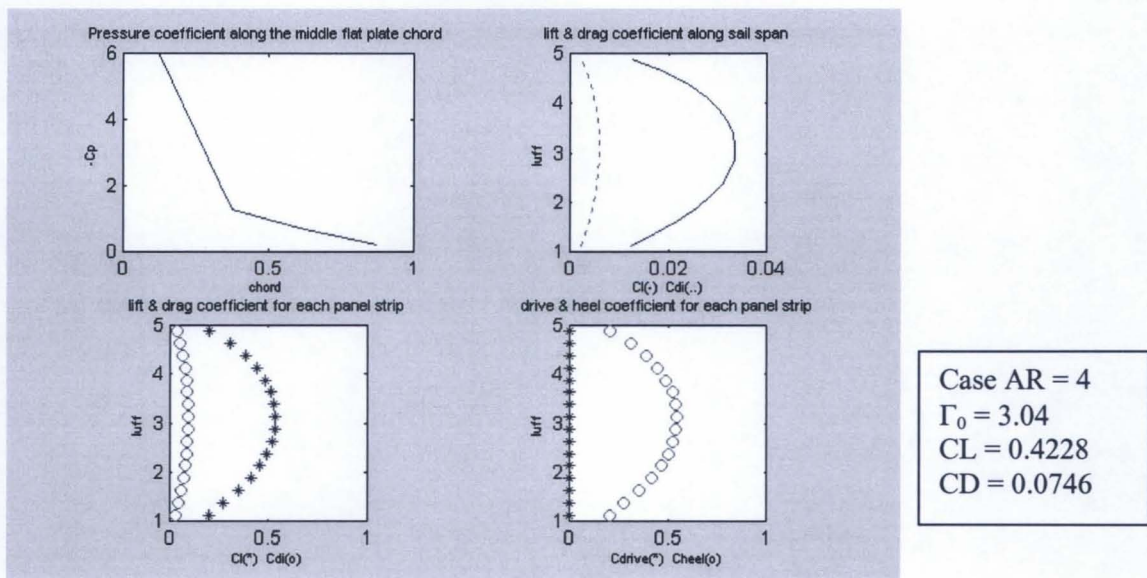 Pressure coefficient along the middle flat plate chord
6
4
2
0
-Cp
0 0.5 1
chord
lift & drag coefficient along sail span
5
4
3
2
1
luff
0 0.02 0.04
Cl(-) Cdi(..)
lift & drag coefficient for each panel strip
5
4
3
2
1
luff
0 0.5 1
Cl(*) Cdi(o)
drive & heel coefficient for each panel strip
5
4
3
2
1
luff
0 0.5 1
Cdrive(*) Cheel(o)
Case AR = 4
Γ₀ = 3.04
CL = 0.4228
CD = 0.0746